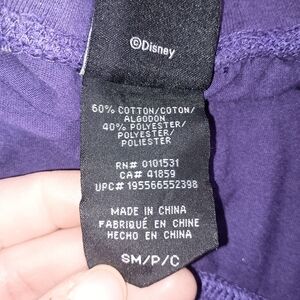 ©Disney
60% COTTON/COTON/
ALGODON
40% POLYESTER/
POLYESTER/
POLIESTER
RN# 0101531
CA# 41859
UPC# 195566552398
MADE IN CHINA
FABRIQUÉ EN CHINE
HECHO EN CHINA
SM/P/C